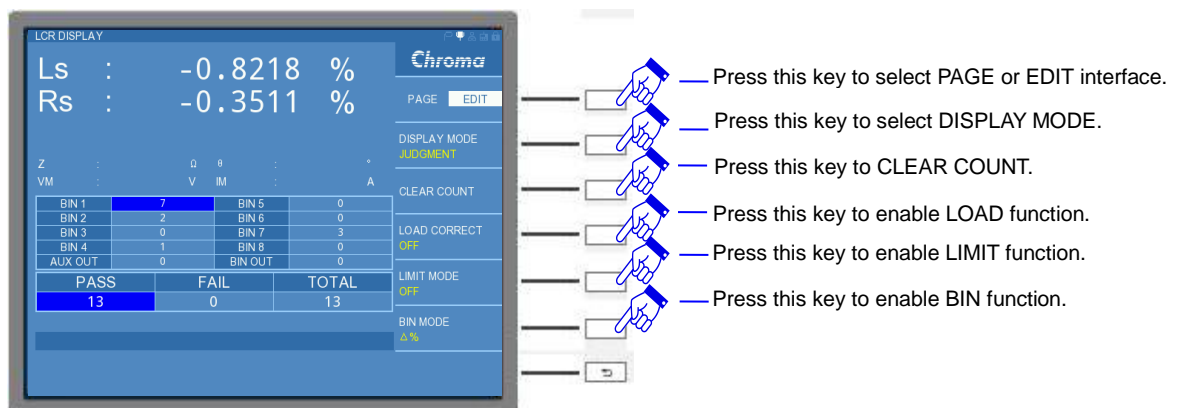 LCR DISPLAY
Chroma
Ls : -0.8218 %
Rs : -0.3511 %
Z : Ω θ : °
VM : V IM : A
BIN 1 7 BIN 5 0
BIN 2 2 BIN 6 0
BIN 3 0 BIN 7 3
BIN 4 1 BIN 8 0
AUX OUT 0 BIN OUT 0
PASS FAIL TOTAL
13 0 13
PAGE EDIT
DISPLAY MODE
JUDGMENT
CLEAR COUNT
LOAD CORRECT
OFF
LIMIT MODE
OFF
BIN MODE
△%
Press this key to select PAGE or EDIT interface.
Press this key to select DISPLAY MODE.
Press this key to CLEAR COUNT.
Press this key to enable LOAD function.
Press this key to enable LIMIT function.
Press this key to enable BIN function.